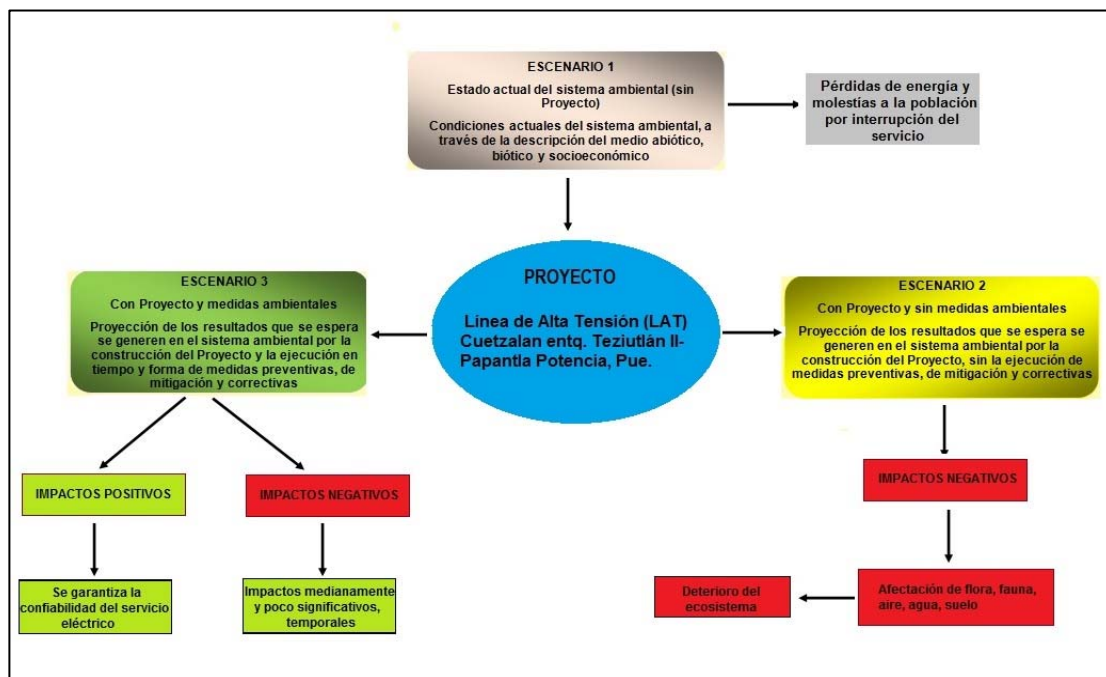 ESCENARIO 1
Estado actual del sistema ambiental (sin
Proyecto)
Condiciones actuales del sistema ambiental, a
través de la descripción del medio abiótico,
biótico y socioeconómico
Pérdidas de energía y
molestías a la población
por interrupción del
servicio
PROYECTO
Línea de Alta Tensión (LAT)
Cuetzalan entq. Teziutlán II-
Papantla Potencia, Pue.
ESCENARIO 3
Con Proyecto y medidas ambientales
Proyección de los resultados que se espera se
generen en el sistema ambiental por la
construcción del Proyecto y la ejecución en
tiempo y forma de medidas preventivas, de
mitigación y correctivas
ESCENARIO 2
Con Proyecto y sin medidas ambientales
Proyección de los resultados que se espera se
generen en el sistema ambiental por la
construcción del Proyecto, sin la ejecución de
medidas preventivas, de mitigación y correctivas
IMPACTOS POSITIVOS
IMPACTOS NEGATIVOS
IMPACTOS NEGATIVOS
Se garantiza la
confiabilidad del servicio
eléctrico
Impactos medianamente
y poco significativos,
temporales
Deterioro del
ecosistema
Afectación de flora, fauna,
aire, agua, suelo